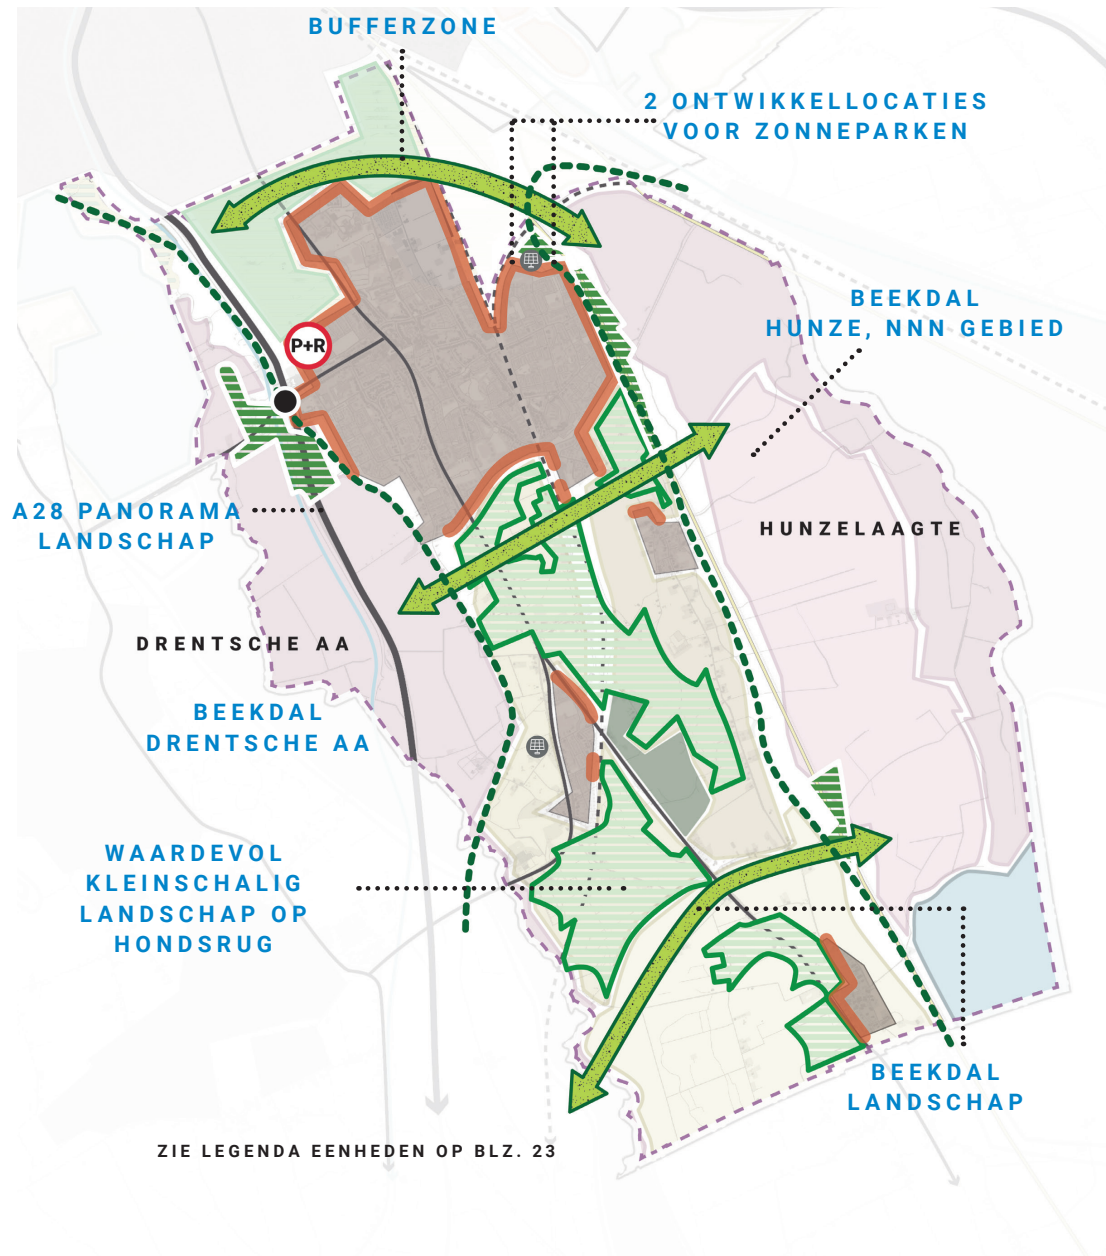 BUFFERZONE
2 ONTWIKKELLOCATIES
VOOR ZONNEPARKEN
BEEKDAL
HUNZE, NNN GEBIED
P+R
A28 PANORAMA
LANDSCHAP
HUNZELAAGTE
DRENTSCHE AA
BEEKDAL
DRENTSCHE AA
WAARDEVOL
KLEINSCHALIG
LANDSCHAP OP
HONDSRUG
BEEKDAL
LANDSCHAP
ZIE LEGENDA EENHEDEN OP BLZ. 23